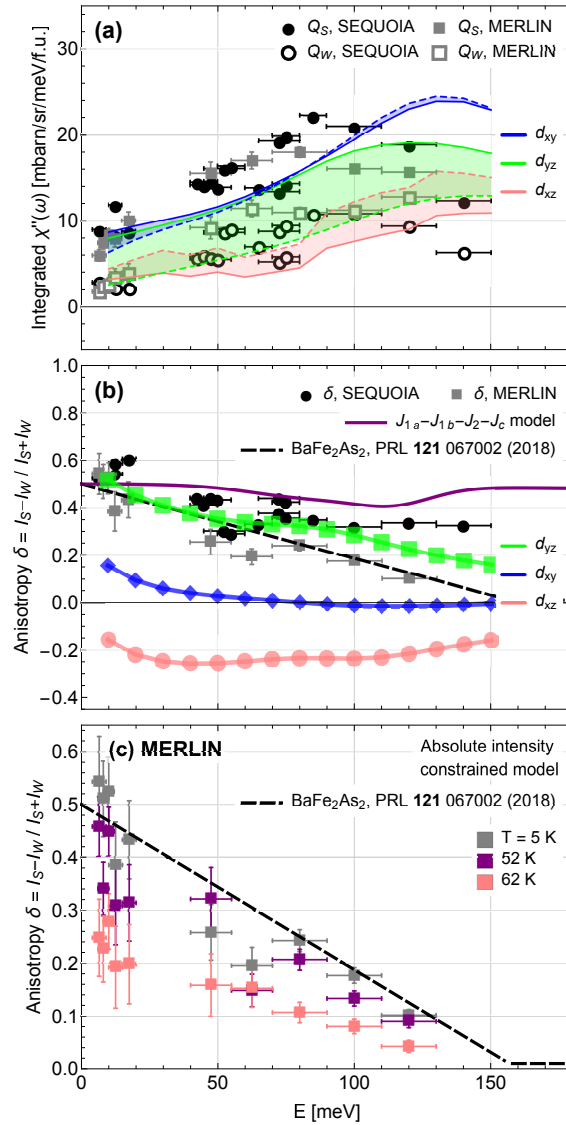 (a)
Q_S, SEQUOIA
Q_S, MERLIN
Q_W, SEQUOIA
Q_W, MERLIN
30
20
10
0
Integrated χ''(ω) [mbarn/sr/meV/f.u.]
d_xy
d_yz
d_xz
(b)
δ, SEQUOIA
δ, MERLIN
J_1a–J_1b–J_2–J_c model
BaFe₂As₂, PRL 121 067002 (2018)
1.0
0.8
0.6
0.4
0.2
0.0
−0.2
−0.4
Anisotropy δ = I_S−I_W / I_S+I_W
d_yz
d_xy
d_xz
(c) MERLIN
Absolute intensity
constrained model
BaFe₂As₂, PRL 121 067002 (2018)
T = 5 K
52 K
62 K
0.6
0.5
0.4
0.3
0.2
0.1
0.0
Anisotropy δ = I_S−I_W / I_S+I_W
0
50
100
150
E [meV]